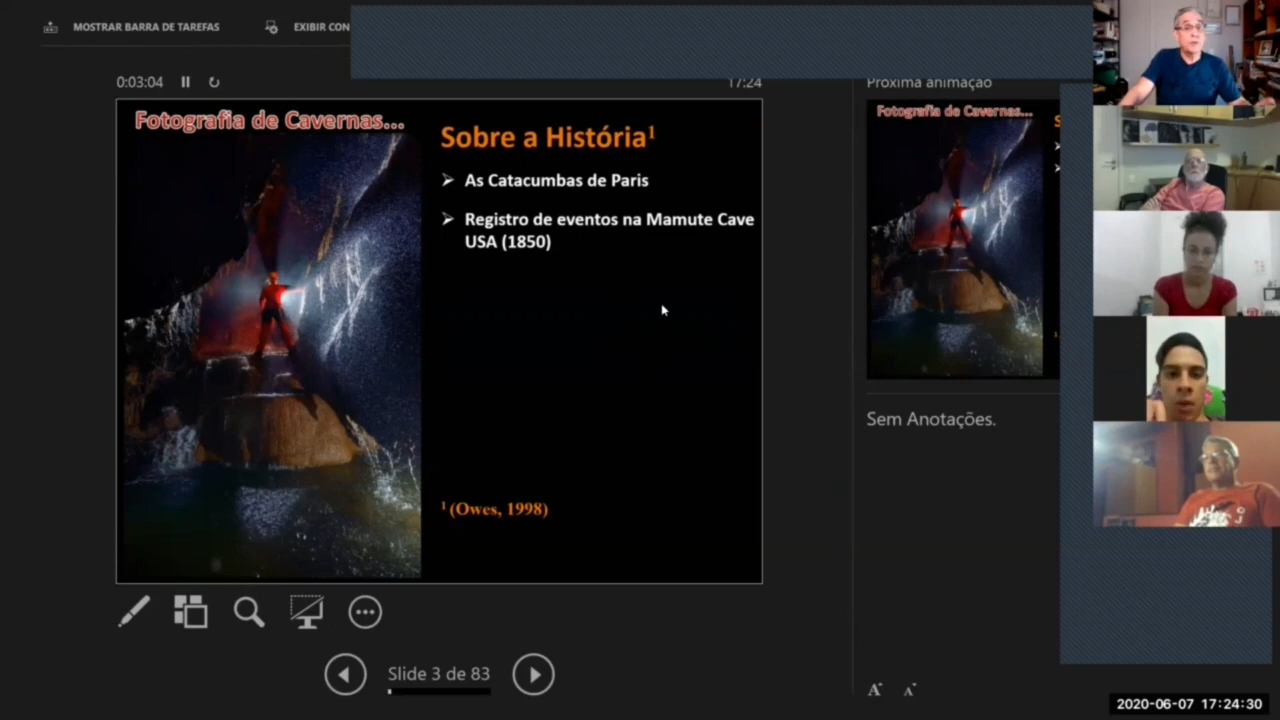 MOSTRAR BARRA DE TAREFAS
EXIBIR CON
0:03:04
17:24
Próxima animação
Fotografia de Cavernas...
Sobre a História¹
➢ As Catacumbas de Paris
➢ Registro de eventos na Mamute Cave
USA (1850)
¹ (Owes, 1998)
Fotografia de Cavernas...
S
Sem Anotações.
Slide 3 de 83
A A
2020-06-07 17:24:30